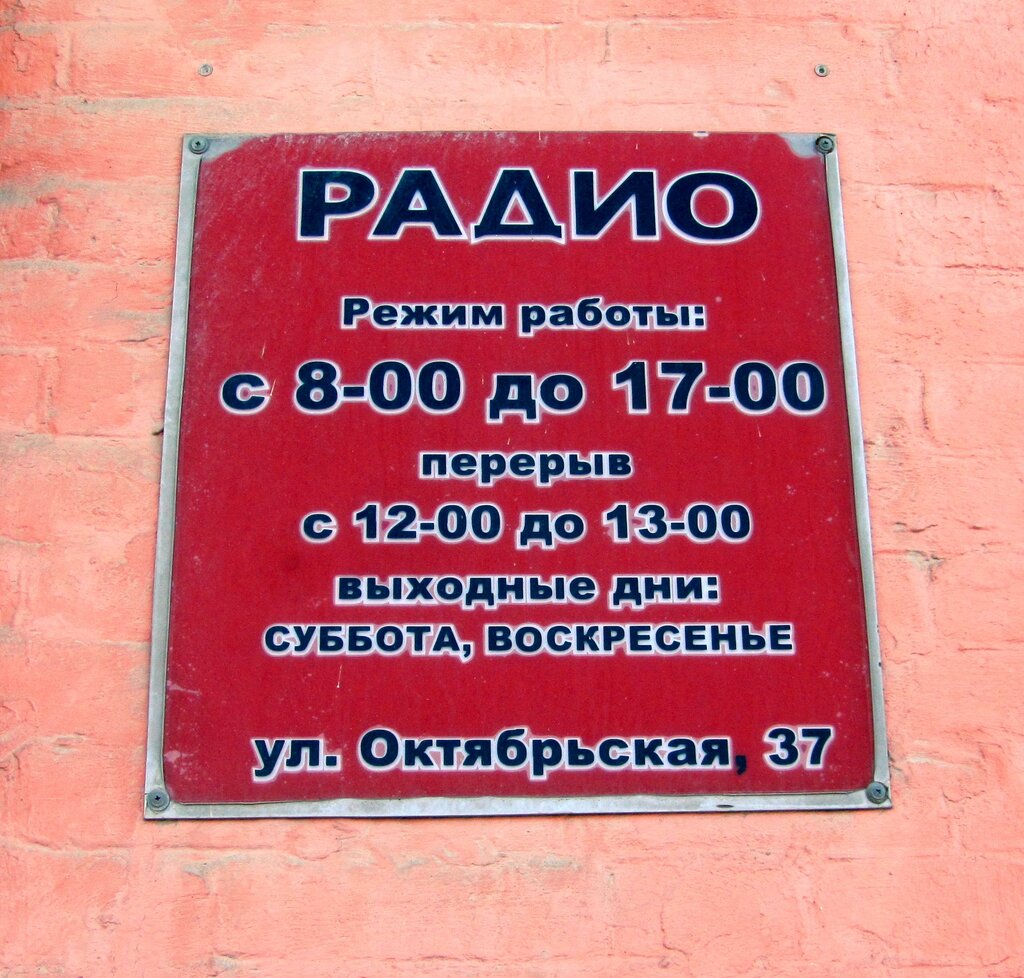 РАДИО
Режим работы:
с 8-00 до 17-00
перерыв
с 12-00 до 13-00
выходные дни:
СУББОТА, ВОСКРЕСЕНЬЕ
ул. Октябрьская, 37